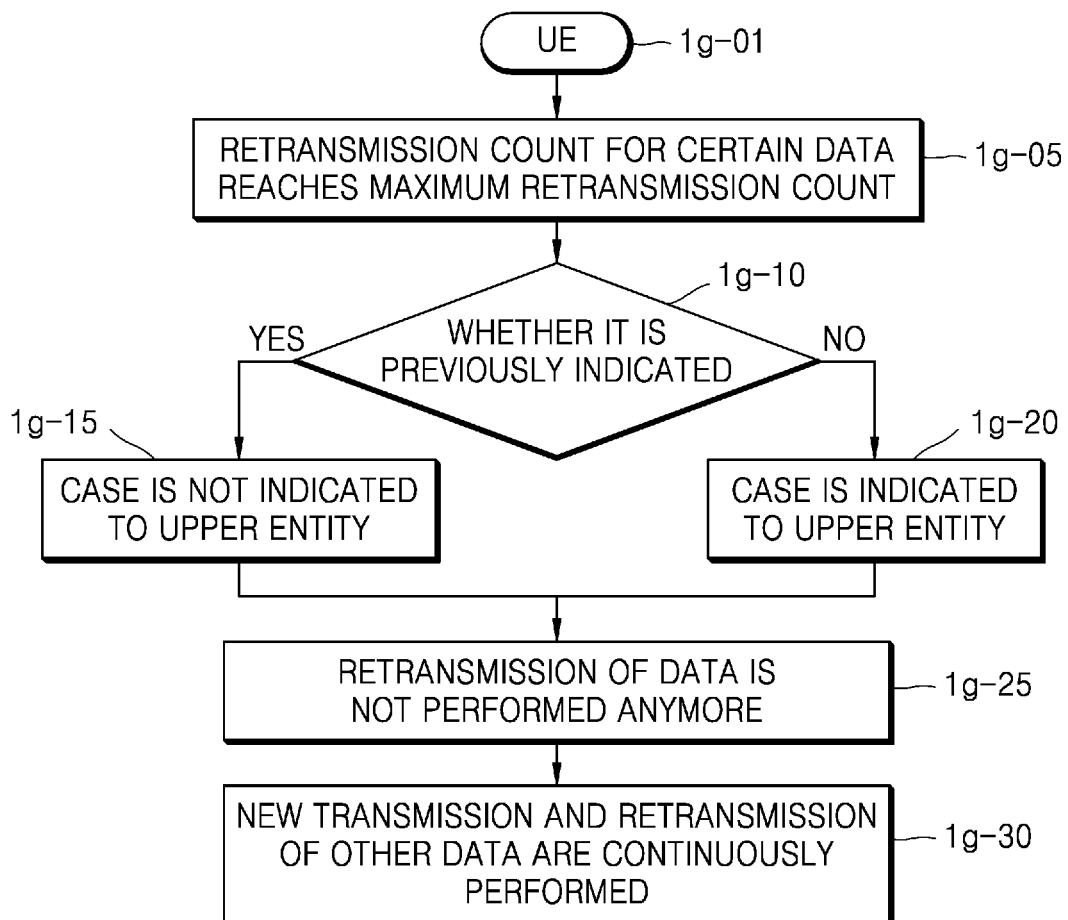 UE
1g-01
RETRANSMISSION COUNT FOR CERTAIN DATA
REACHES MAXIMUM RETRANSMISSION COUNT
1g-05
1g-10
WHETHER IT IS
PREVIOUSLY INDICATED
YES
NO
1g-15
CASE IS NOT INDICATED
TO UPPER ENTITY
1g-20
CASE IS INDICATED
TO UPPER ENTITY
RETRANSMISSION OF DATA IS
NOT PERFORMED ANYMORE
1g-25
NEW TRANSMISSION AND RETRANSMISSION
OF OTHER DATA ARE CONTINUOUSLY
PERFORMED
1g-30